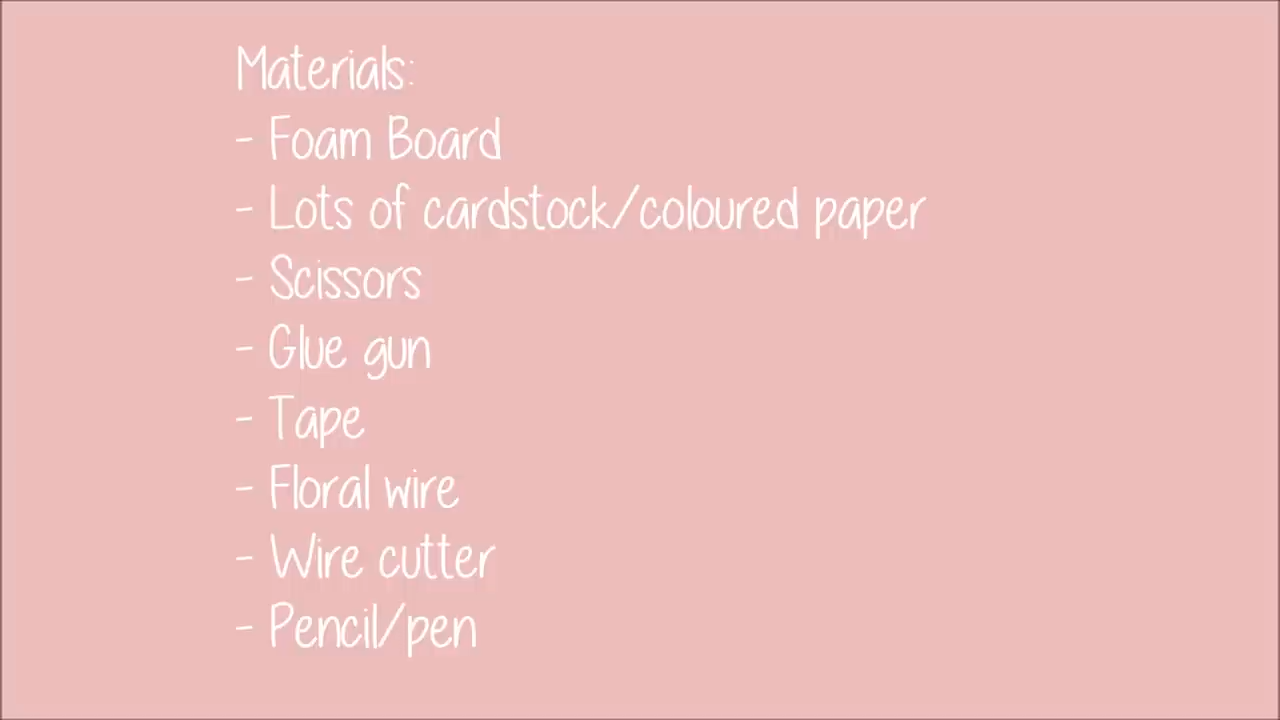 Materials:
- Foam Board
- Lots of cardstock/coloured paper
- Scissors
- Glue gun
- Tape
- Floral wire
- Wire cutter
- Pencil/pen